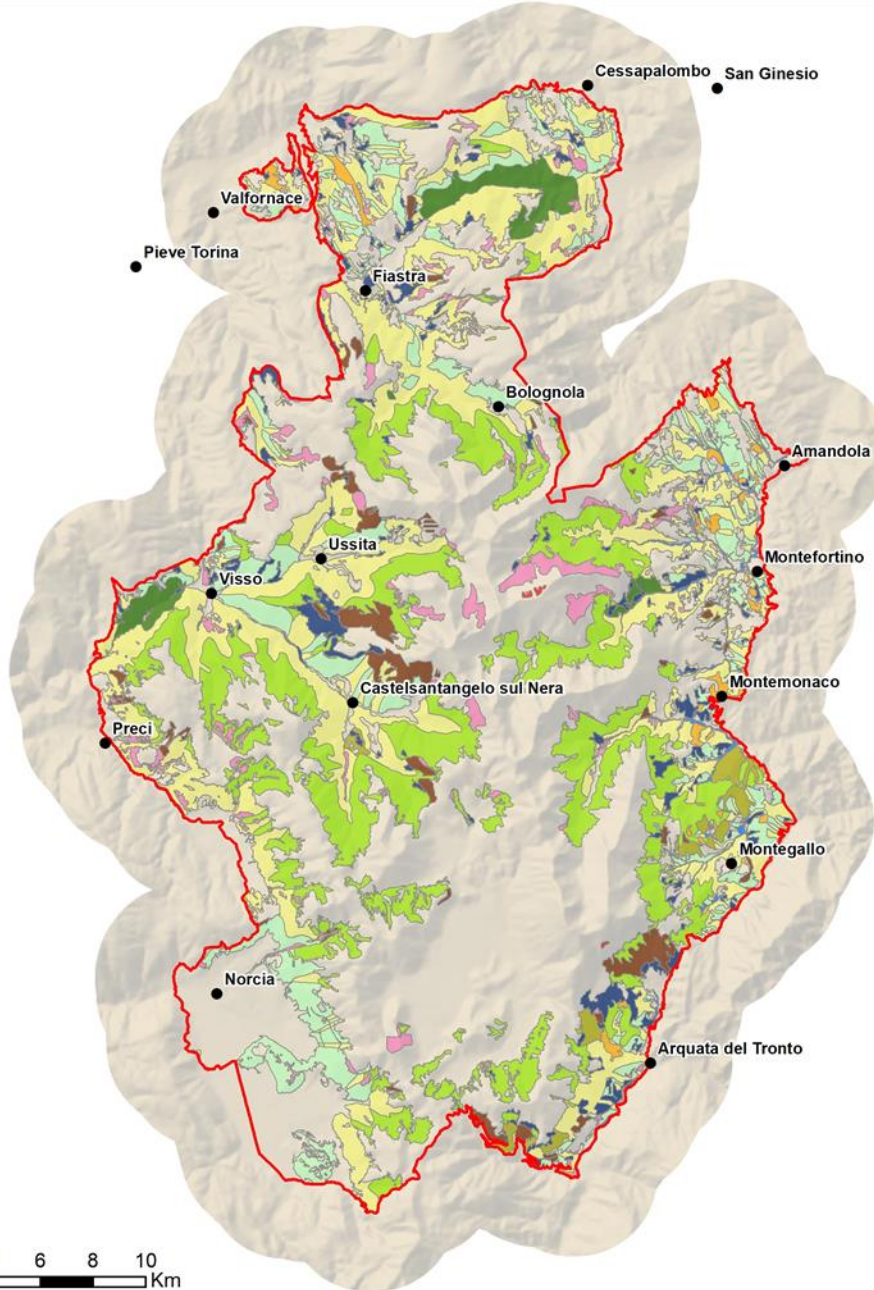 Cessapalombo
San Ginesio
Valfornace
Pieve Torina
Fiastra
Bolognola
Amandola
Ussita
Montefortino
Visso
Castelsantangelo sul Nera
Montemonaco
Preci
Montegallo
Norcia
Arquata del Tronto
6 8 10
Km